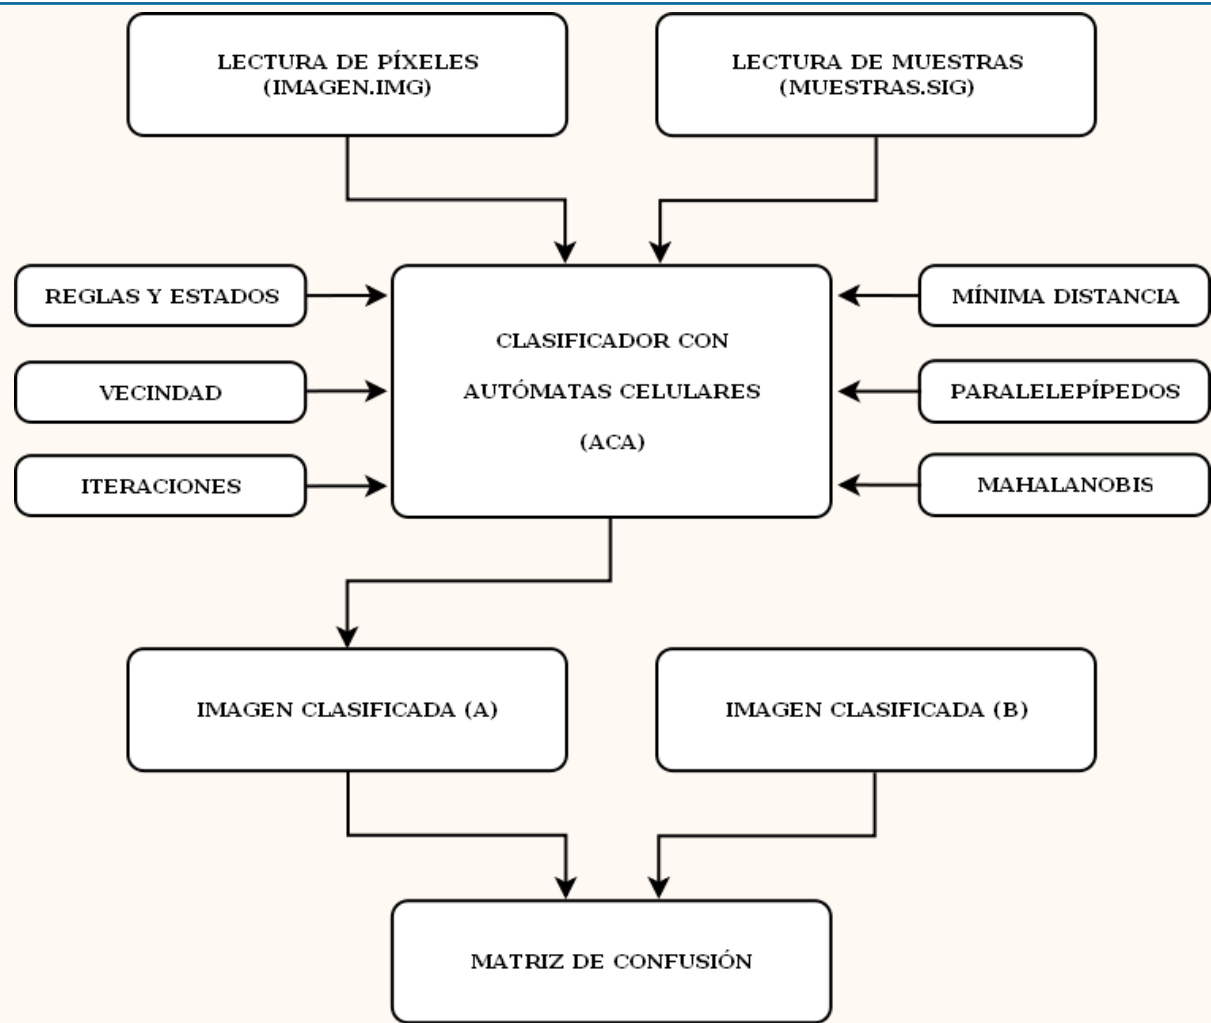 LECTURA DE PÍXELES
(IMAGEN.IMG)
LECTURA DE MUESTRAS
(MUESTRAS.SIG)
REGLAS Y ESTADOS
VECINDAD
ITERACIONES
CLASIFICADOR CON
AUTÓMATAS CELULARES
(ACA)
MÍNIMA DISTANCIA
PARALELEPÍPEDOS
MAHALANOBIS
IMAGEN CLASIFICADA (A)
IMAGEN CLASIFICADA (B)
MATRIZ DE CONFUSIÓN